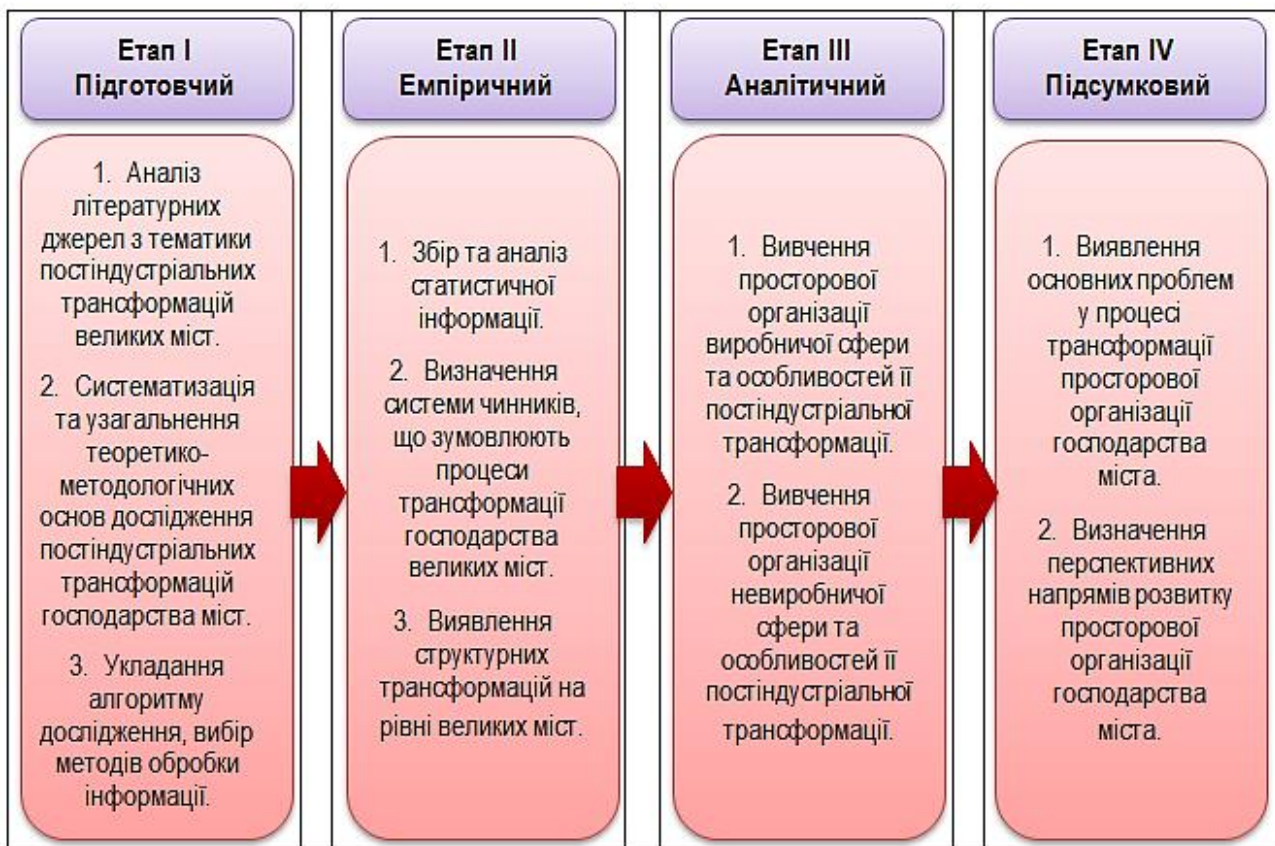 Етап І
Підготовчий
1. Аналіз
літературних
джерел з тематики
постіндустріальних
трансформацій
великих міст.
2. Систематизація
та узагальнення
теоретико-
методологічних
основ дослідження
постіндустріальних
трансформацій
господарства міст.
3. Укладання
алгоритму
дослідження, вибір
методів обробки
інформації.
Етап ІІ
Емпіричний
1. Збір та аналіз
статистичної
інформації.
2. Визначення
системи чинників,
що зумовлюють
процеси
трансформації
господарства
великих міст.
3. Виявлення
структурних
трансформацій на
рівні великих міст.
Етап ІІІ
Аналітичний
1. Вивчення
просторової
організації
виробничої сфери
та особливостей її
постіндустріальної
трансформації.
2. Вивчення
просторової
організації
невиробничої
сфери та
особливостей її
постіндустріальної
трансформації.
Етап IV
Підсумковий
1. Виявлення
основних проблем
у процесі
трансформації
просторової
організації
господарства
міста.
2. Визначення
перспективних
напрямів розвитку
просторової
організації
господарства
міста.